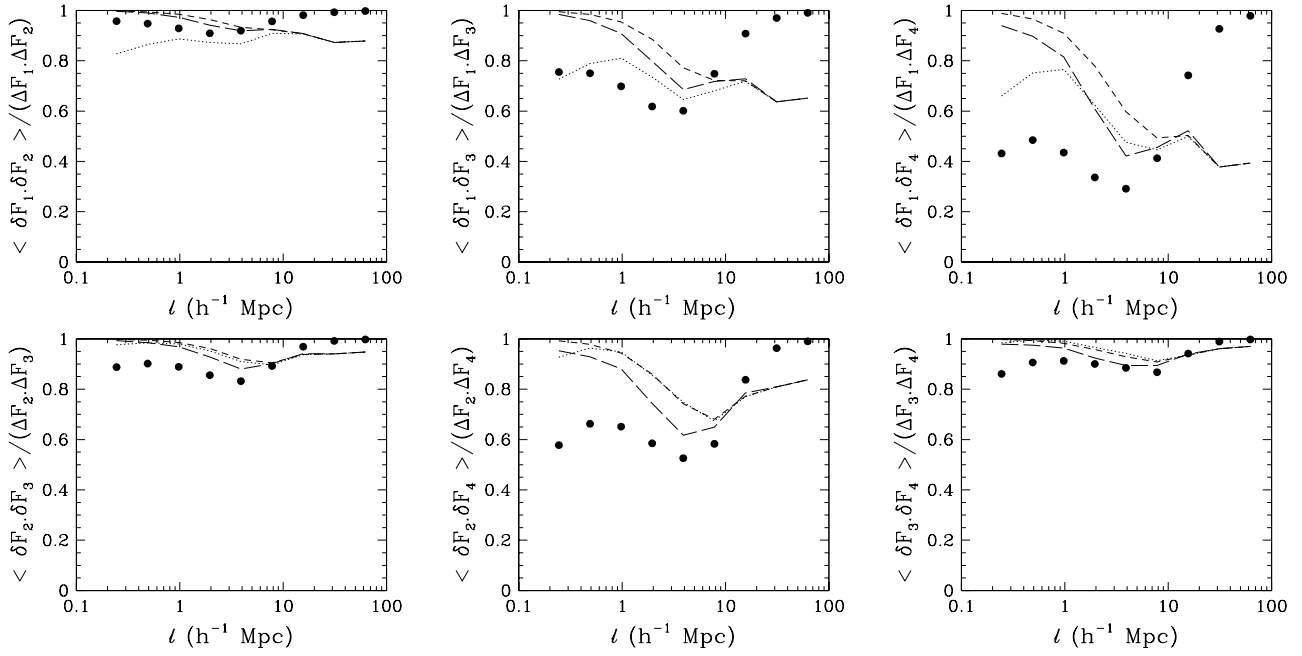 < δF₁.δF₂ >/(ΔF₁.ΔF₂)
1
0.8
0.6
0.4
0.2
0
0.1 1 10 100
l (h⁻¹ Mpc)
< δF₁.δF₃ >/(ΔF₁.ΔF₃)
1
0.8
0.6
0.4
0.2
0
0.1 1 10 100
l (h⁻¹ Mpc)
< δF₁.δF₄ >/(ΔF₁.ΔF₄)
1
0.8
0.6
0.4
0.2
0
0.1 1 10 100
l (h⁻¹ Mpc)
< δF₂.δF₃ >/(ΔF₂.ΔF₃)
1
0.8
0.6
0.4
0.2
0
0.1 1 10 100
l (h⁻¹ Mpc)
< δF₂.δF₄ >/(ΔF₂.ΔF₄)
1
0.8
0.6
0.4
0.2
0
0.1 1 10 100
l (h⁻¹ Mpc)
< δF₃.δF₄ >/(ΔF₃.ΔF₄)
1
0.8
0.6
0.4
0.2
0
0.1 1 10 100
l (h⁻¹ Mpc)